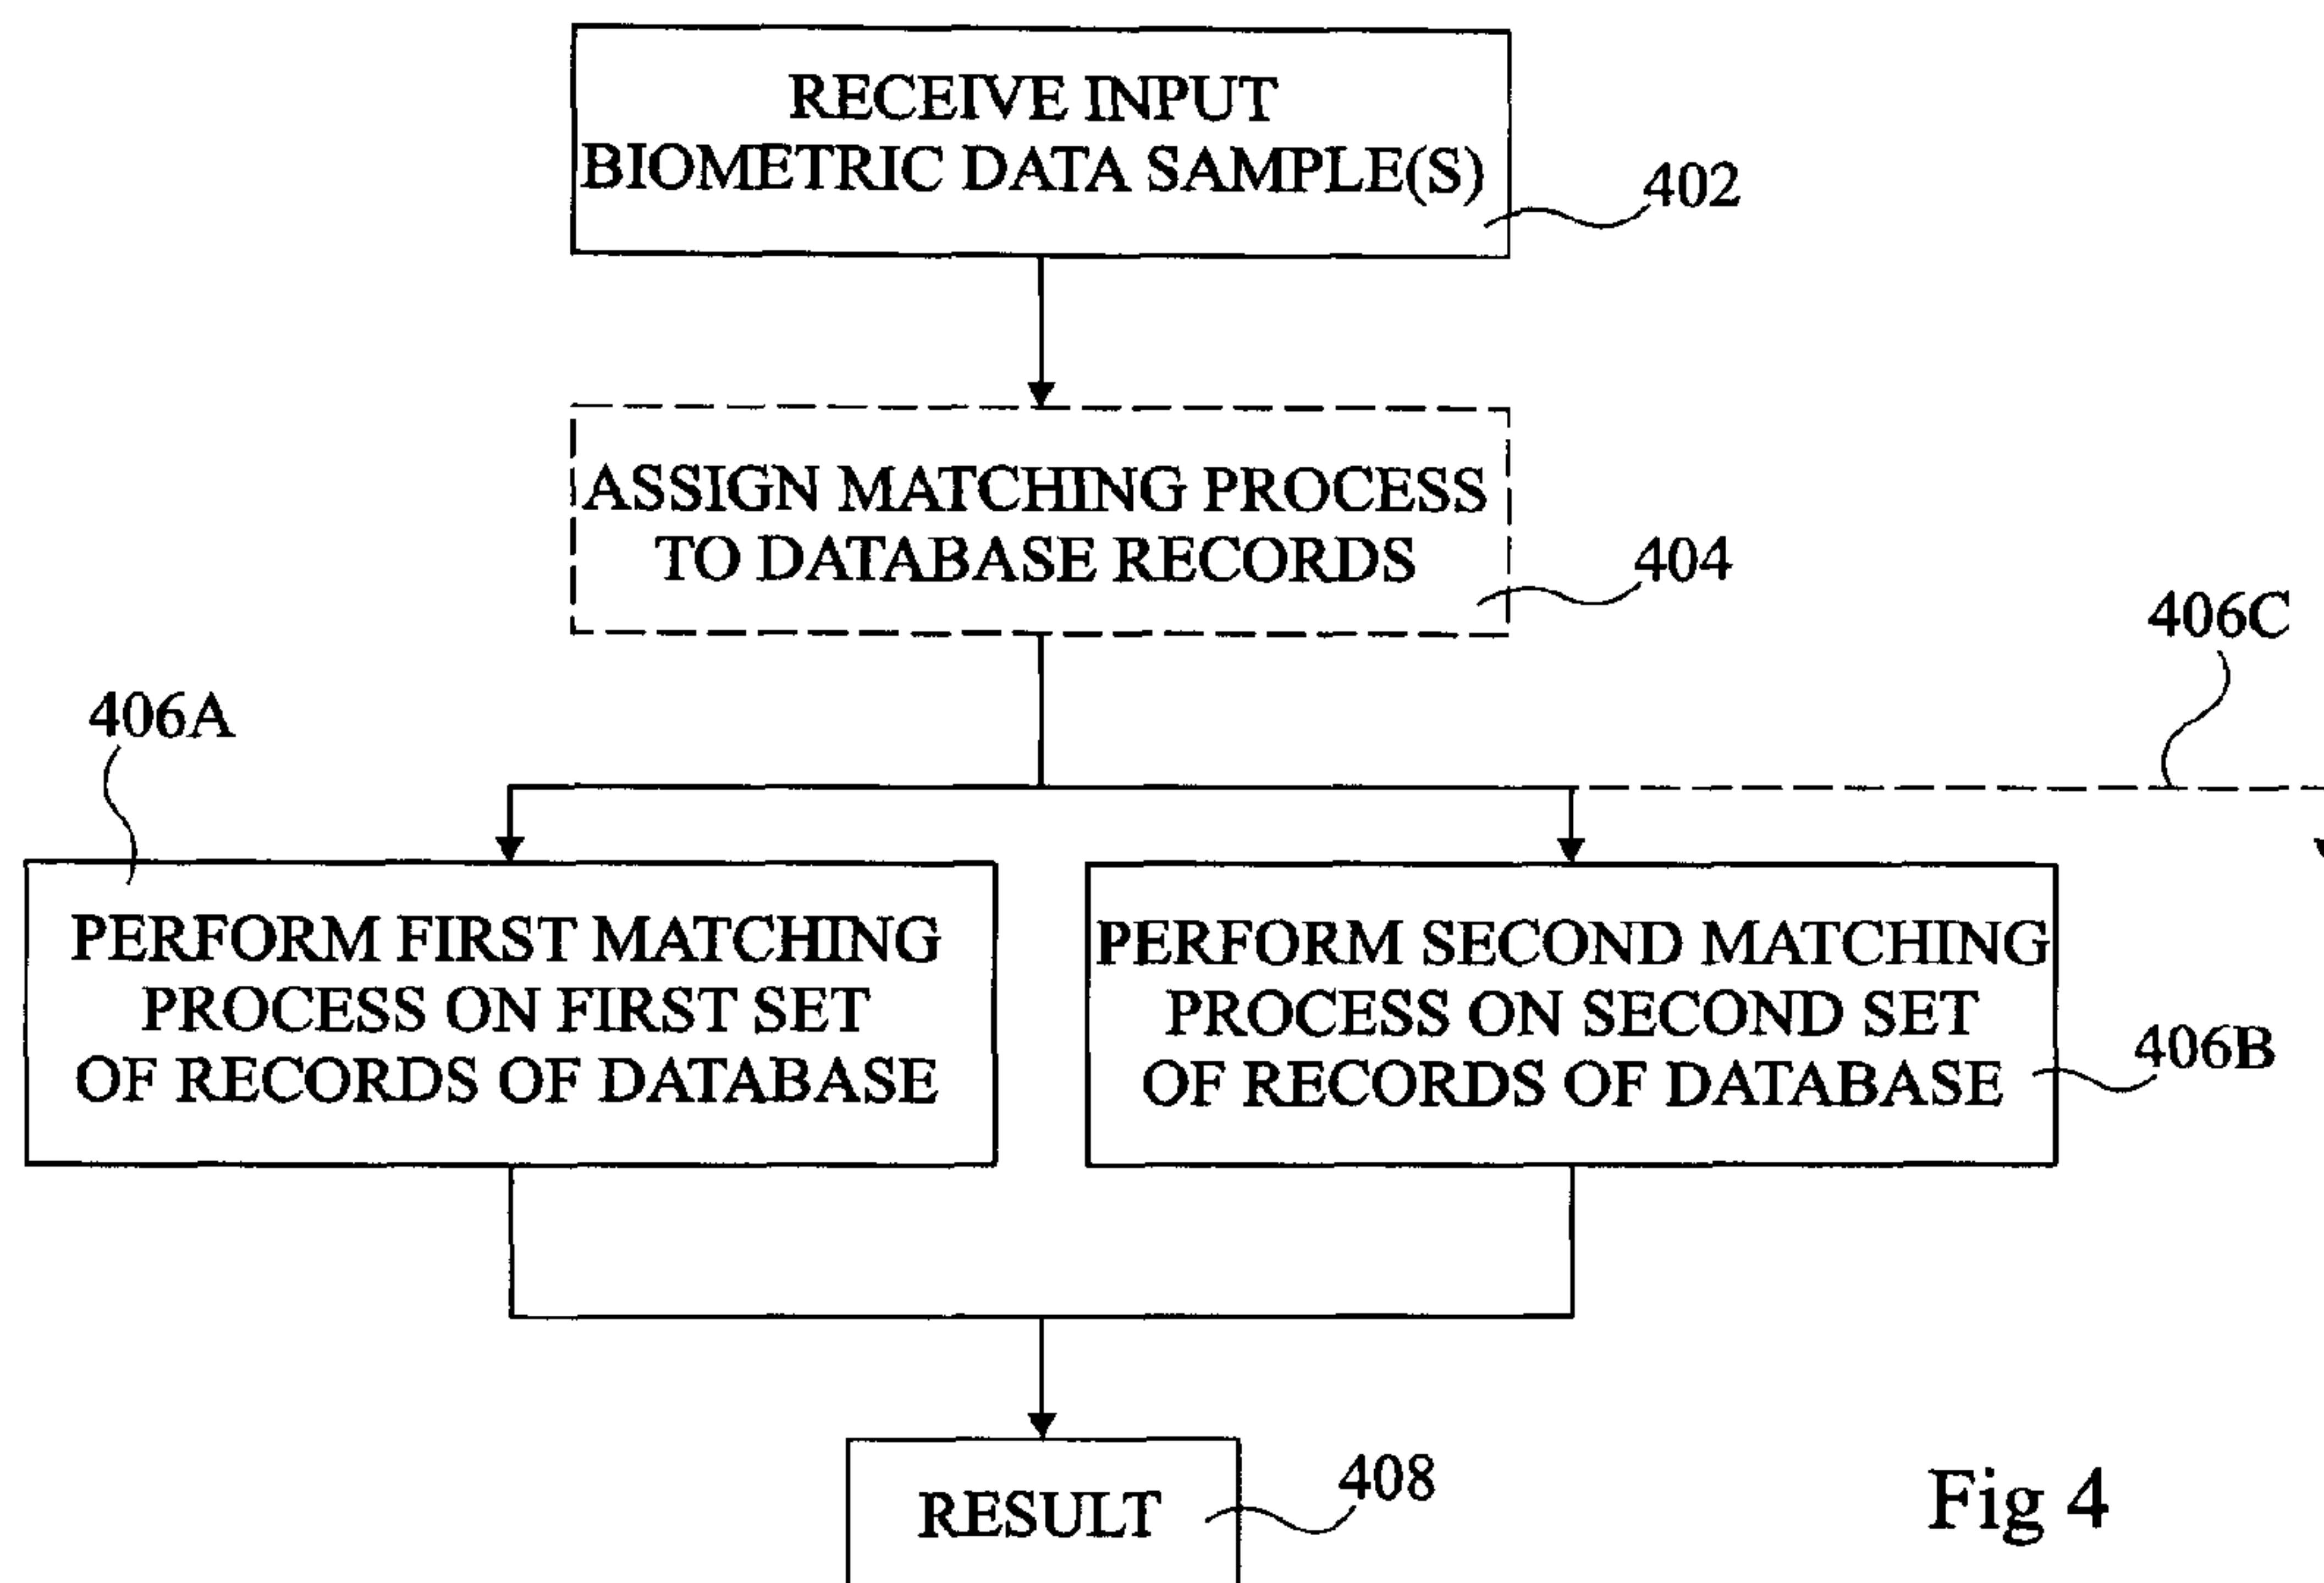 RECEIVE INPUT
BIOMETRIC DATA SAMPLE(S)
402
ASSIGN MATCHING PROCESS
TO DATABASE RECORDS
404
406C
406A
PERFORM FIRST MATCHING
PROCESS ON FIRST SET
OF RECORDS OF DATABASE
PERFORM SECOND MATCHING
PROCESS ON SECOND SET
OF RECORDS OF DATABASE
406B
RESULT
408
Fig 4